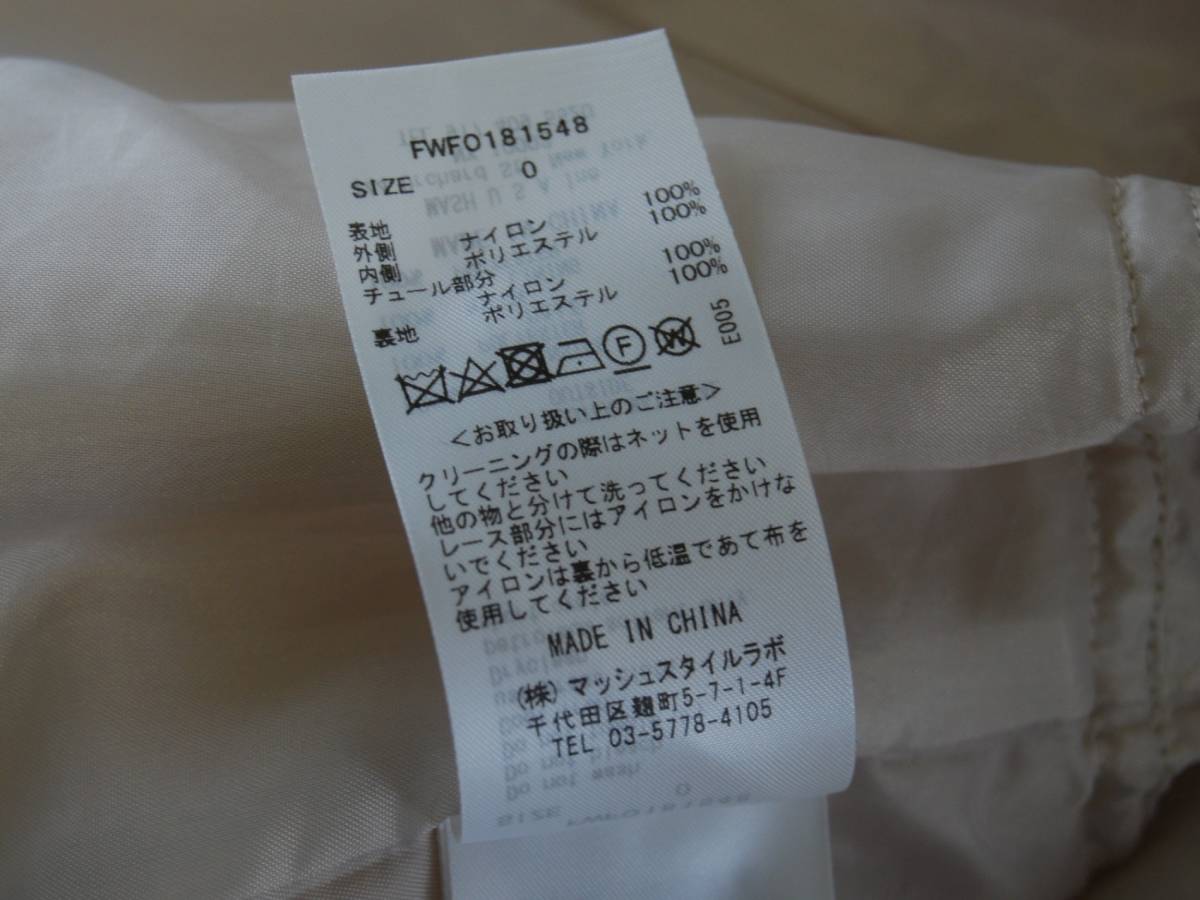 FWFO181548
SIZE 0
表地
外側 ナイロン 100%
内側 ポリエステル 100%
チュール部分
ナイロン 100%
裏地 ポリエステル 100%
F W E005
<お取り扱い上のご注意>
クリーニングの際はネットを使用
してください
他の物と分けて洗ってください
レース部分にはアイロンをかけな
いでください
アイロンは裏から低温であて布を
使用してください
MADE IN CHINA
(株)マッシュスタイルラボ
千代田区麹町5-7-1-4F
TEL 03-5778-4105